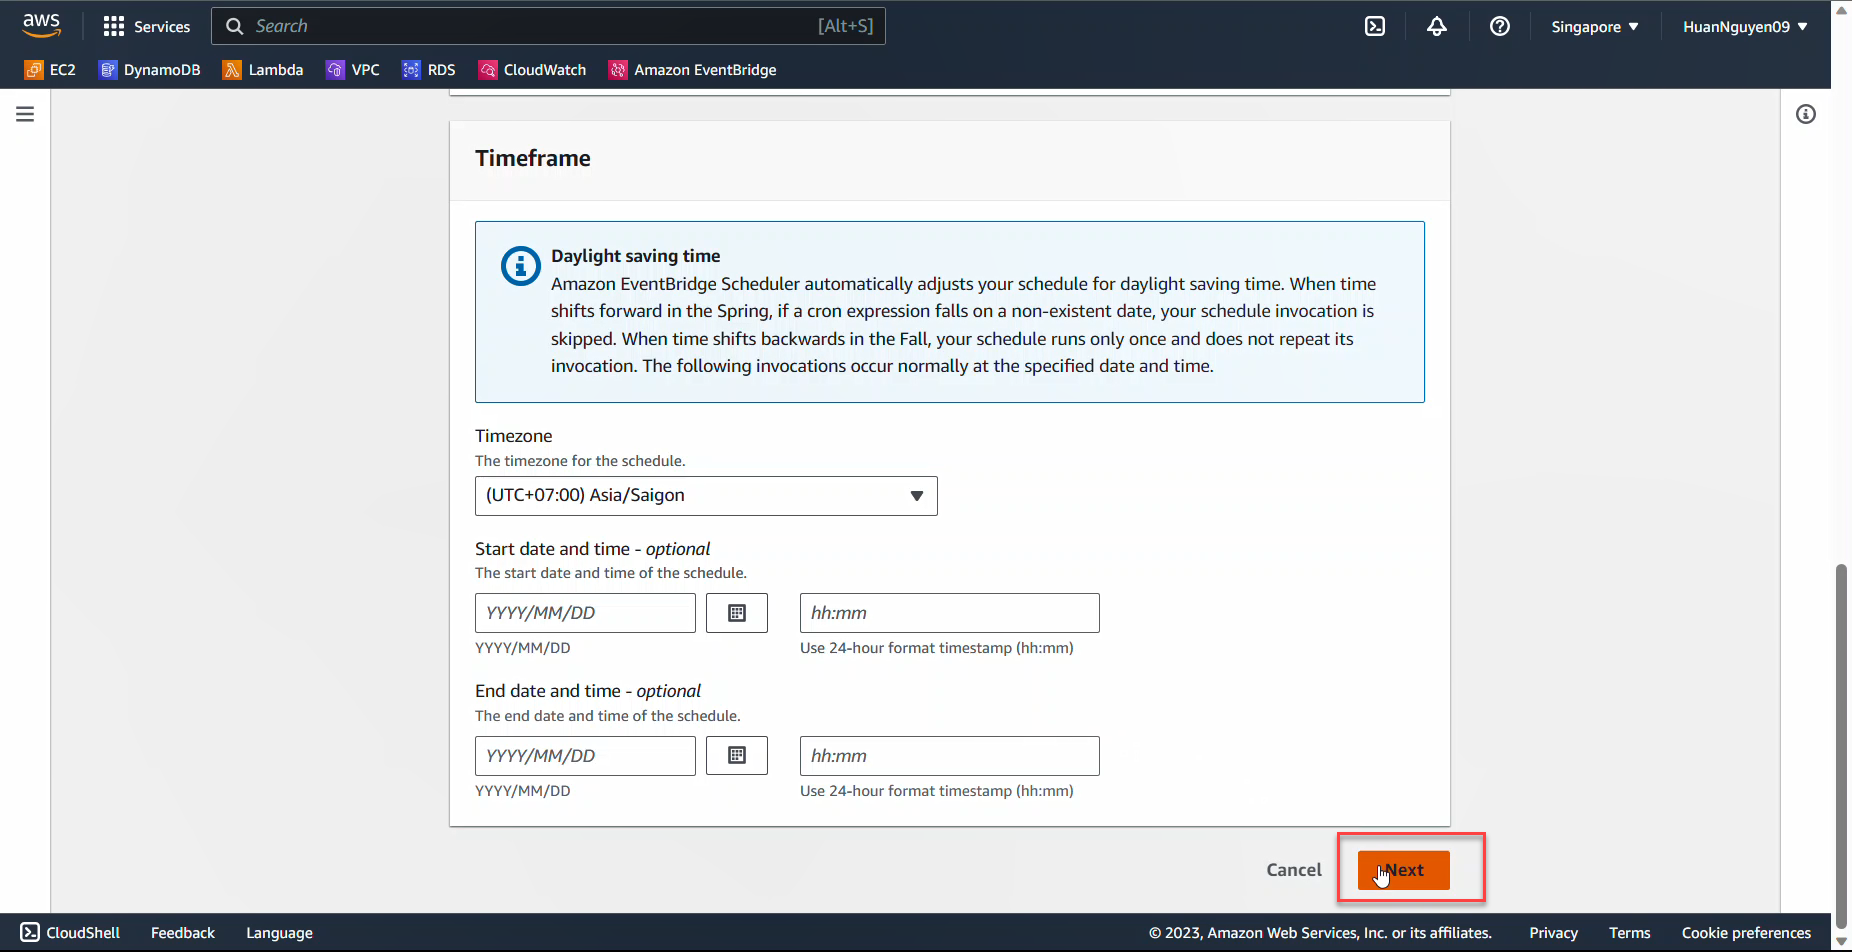 aws
Services
Search
[Alt+S]
Singapore
HuanNguyen09
EC2
DynamoDB
Lambda
VPC
RDS
CloudWatch
Amazon EventBridge
Timeframe
Daylight saving time
Amazon EventBridge Scheduler automatically adjusts your schedule for daylight saving time. When time
shifts forward in the Spring, if a cron expression falls on a non-existent date, your schedule invocation is
skipped. When time shifts backwards in the Fall, your schedule runs only once and does not repeat its
invocation. The following invocations occur normally at the specified date and time.
Timezone
The timezone for the schedule.
(UTC+07:00) Asia/Saigon
Start date and time - optional
The start date and time of the schedule.
YYYY/MM/DD
hh:mm
YYYY/MM/DD
Use 24-hour format timestamp (hh:mm)
End date and time - optional
The end date and time of the schedule.
YYYY/MM/DD
hh:mm
YYYY/MM/DD
Use 24-hour format timestamp (hh:mm)
Cancel
Next
CloudShell
Feedback
Language
© 2023, Amazon Web Services, Inc. or its affiliates.
Privacy
Terms
Cookie preferences